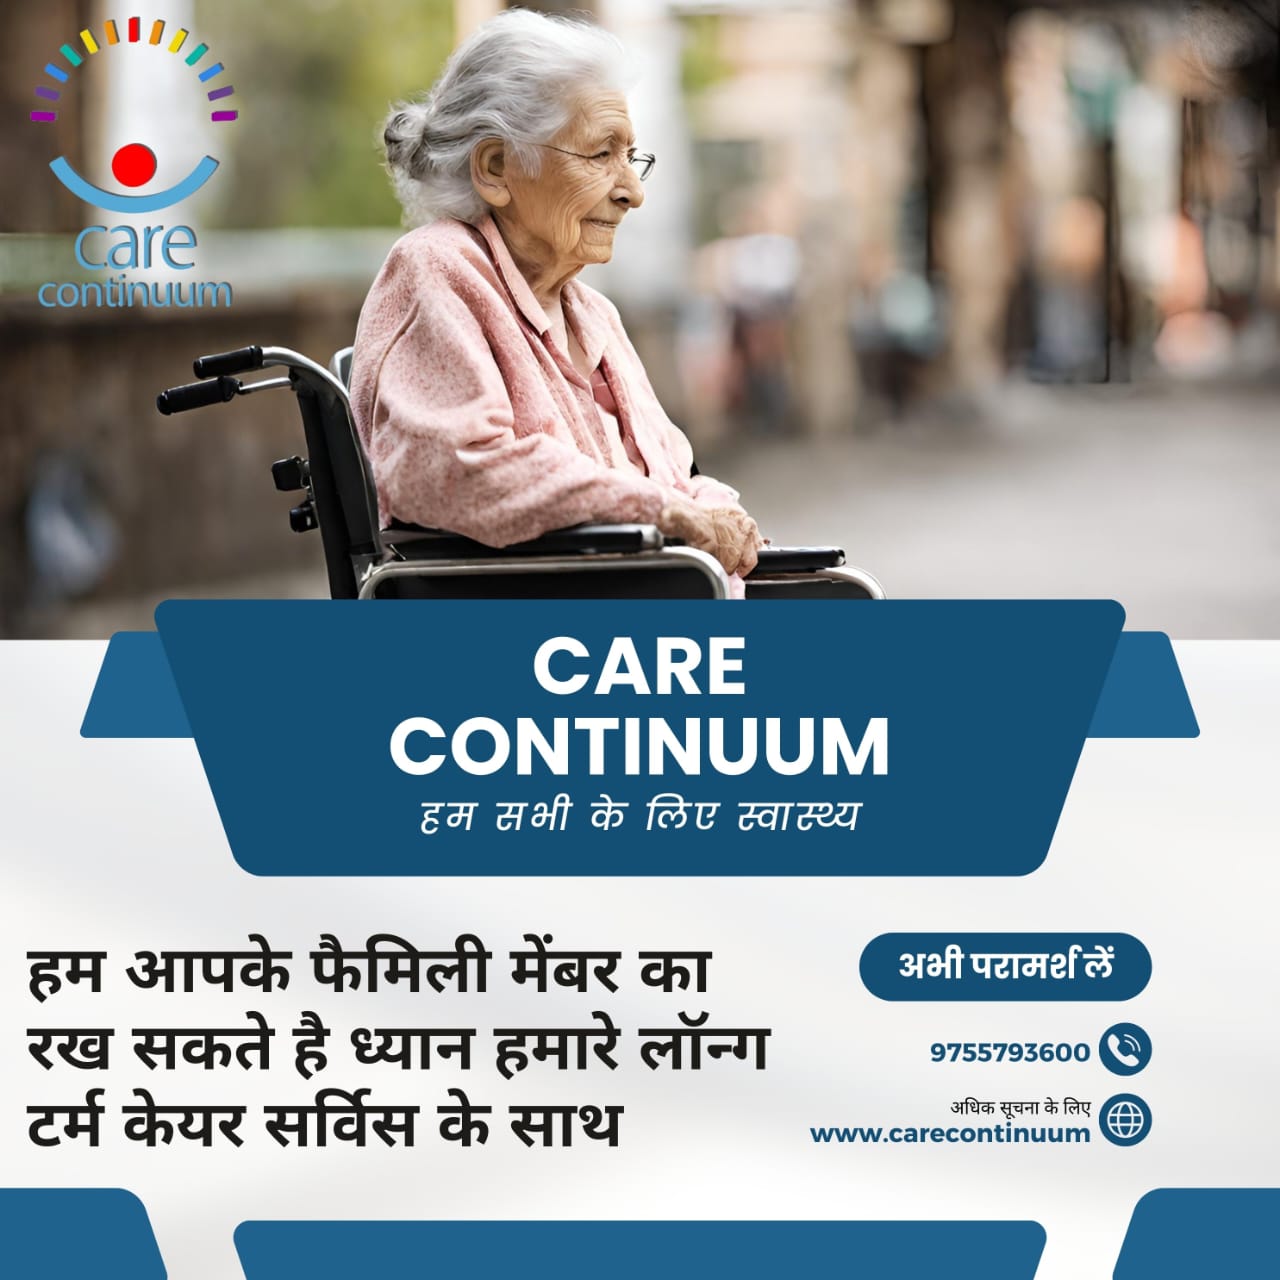 care
continuum
CARE
CONTINUUM
हम सभी के लिए स्वास्थ्य
हम आपके फैमिली मेंबर का
रख सकते है ध्यान हमारे लॉन्ग
टर्म केयर सर्विस के साथ
अभी परामर्श लें
9755793600
अधिक सूचना के लिए
www.carecontinuum